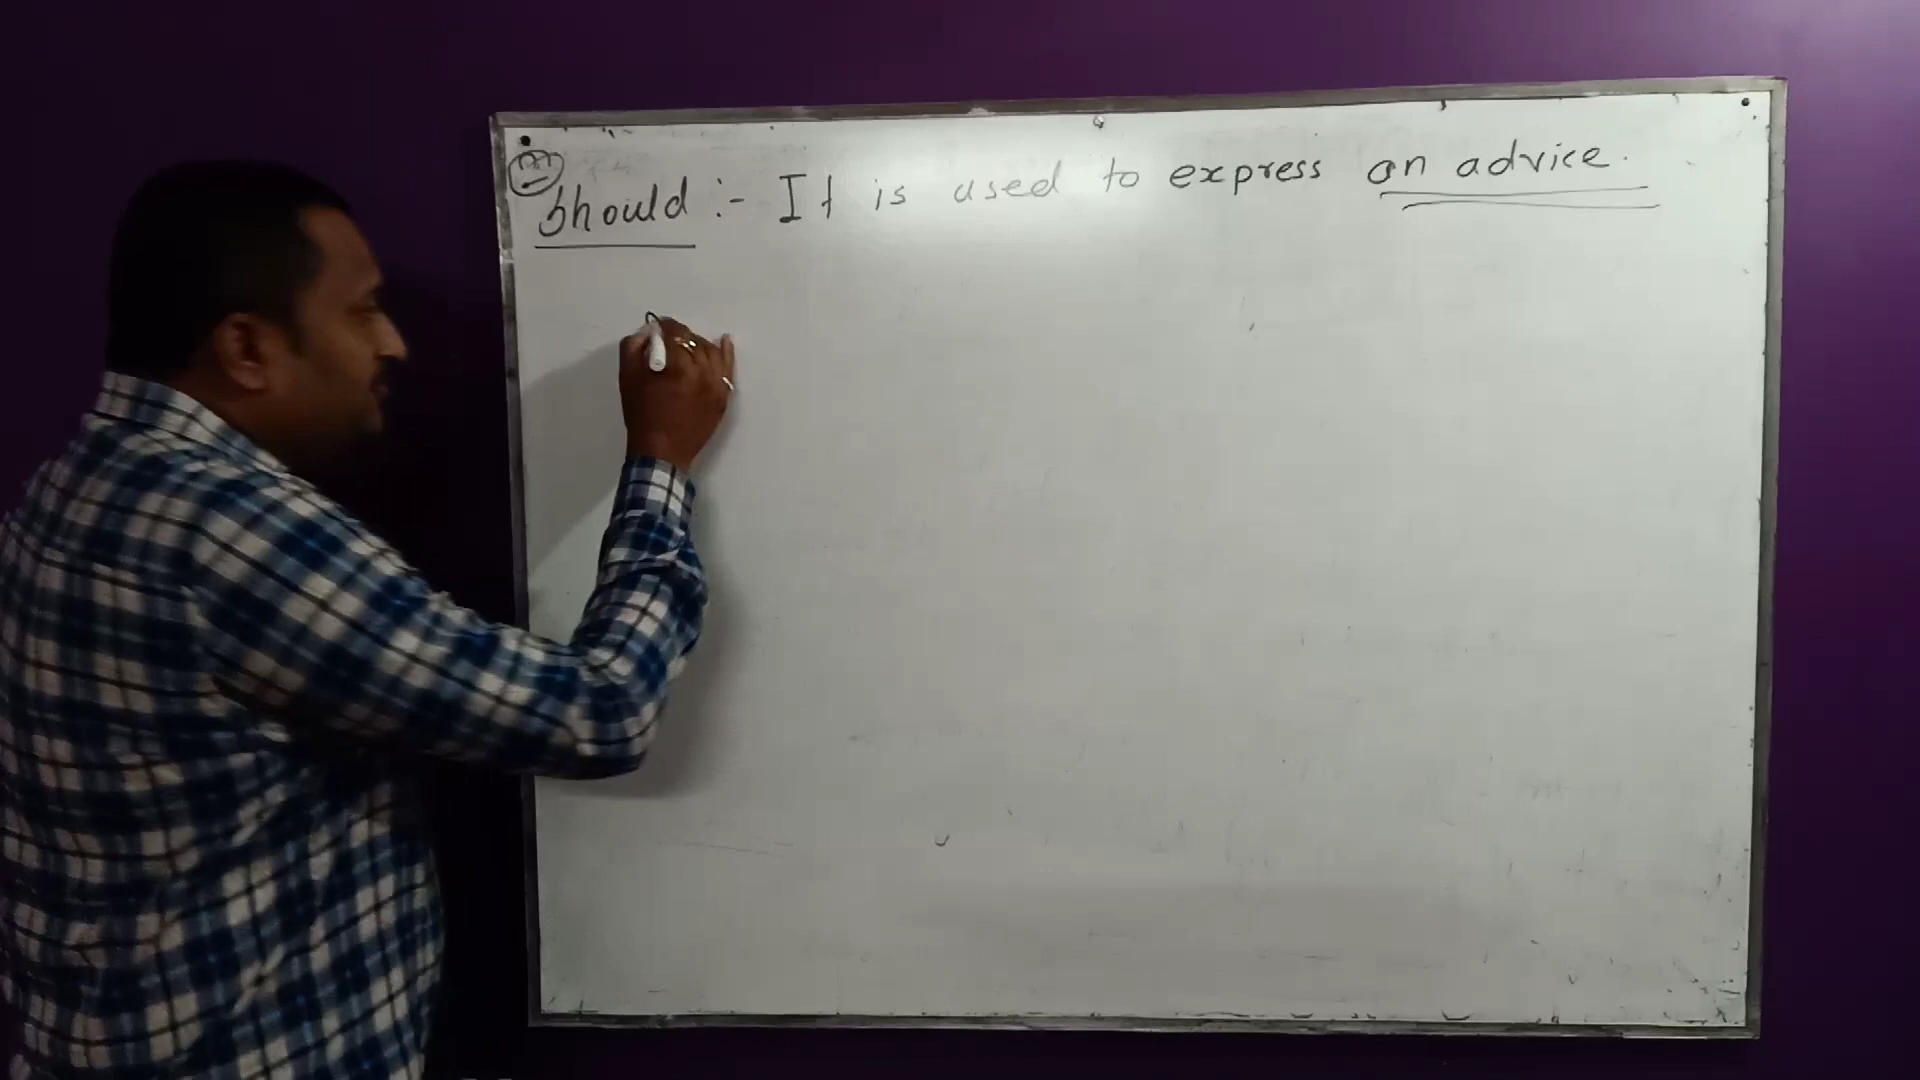 Should :- It is used to express an advice.